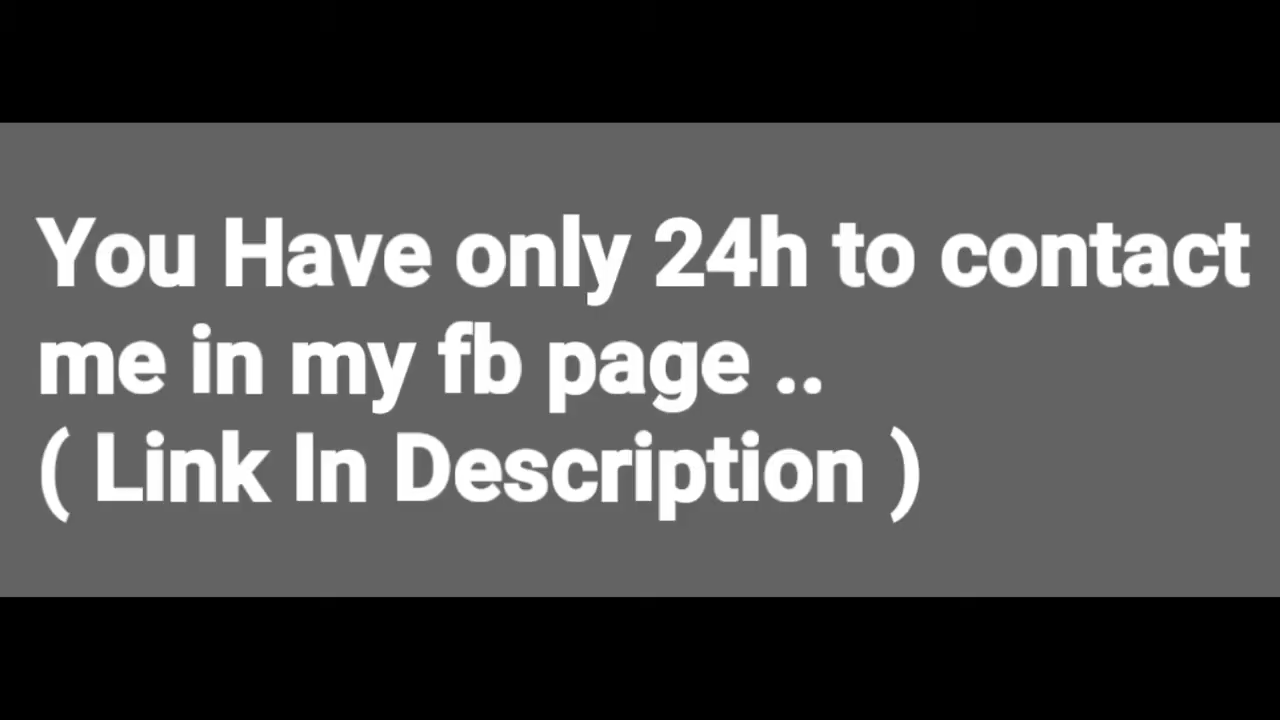 You Have only 24h to contact
me in my fb page ..
( Link In Description )